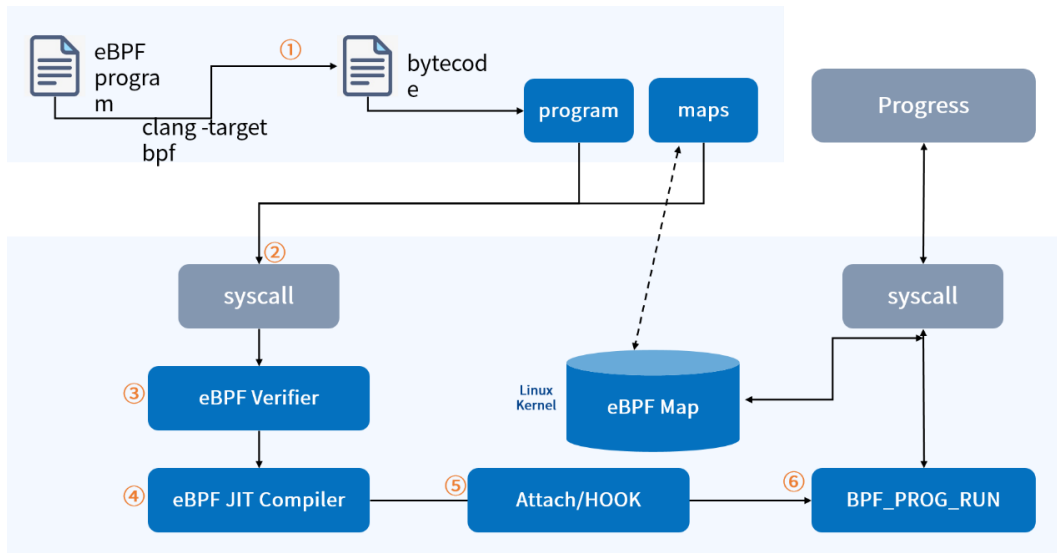 eBPF
progra
m
①
clang -target
bpf
bytecod
e
program
maps
Progress
②
syscall
syscall
③
eBPF Verifier
Linux
Kernel
eBPF Map
④
eBPF JIT Compiler
⑤
Attach/HOOK
⑥
BPF_PROG_RUN